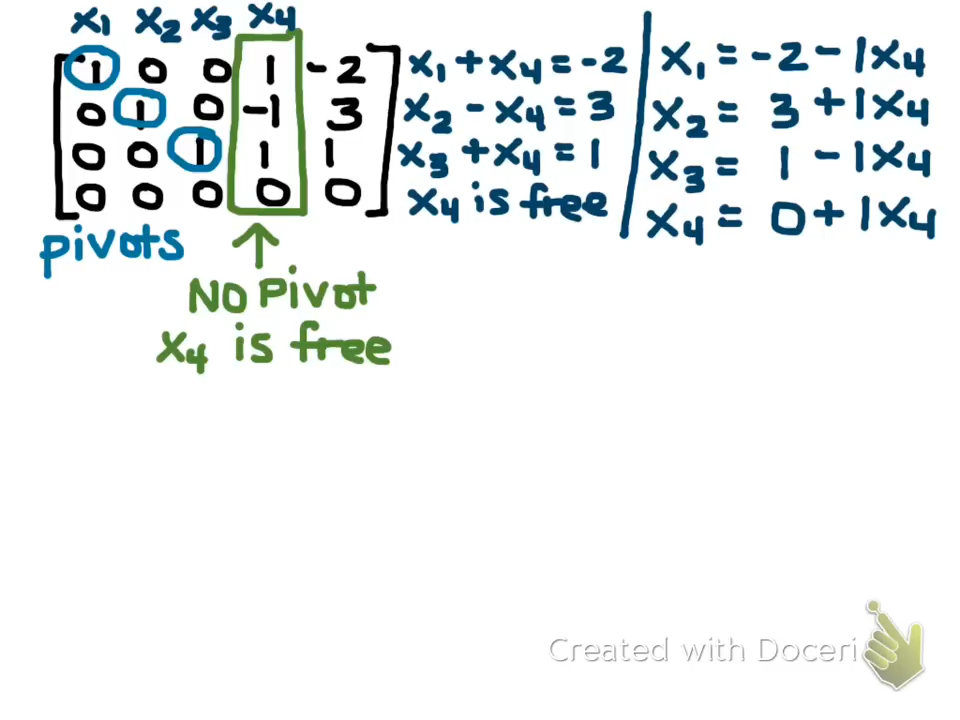 x1 x2 x3 x4
1 0 0 1 -2
0 1 0 -1 3
0 0 1 1 1
0 0 0 0 0
pivots
NO Pivot
x4 is free
x1 + x4 = -2
x2 - x4 = 3
x3 + x4 = 1
x4 is free
x1 = -2 - 1x4
x2 = 3 + 1x4
x3 = 1 - 1x4
x4 = 0 + 1x4
Created with Doceri